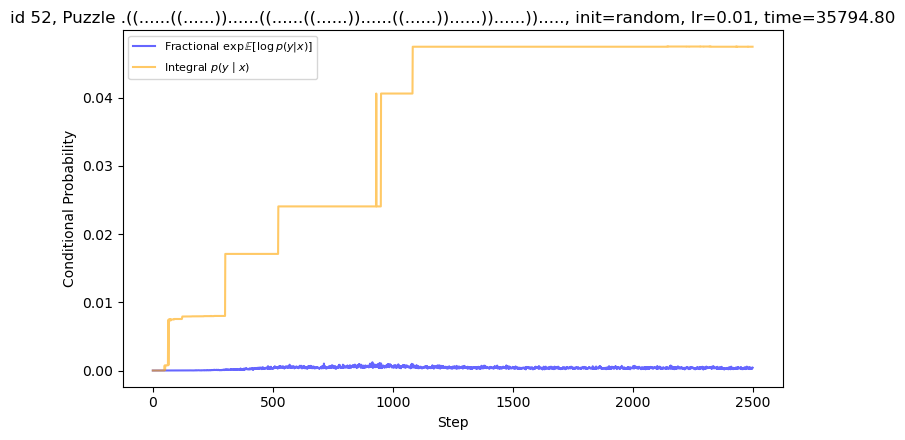 id 52, Puzzle .((......((......))......((......((......))......((......))......))......))....., init=random, lr=0.01, time=35794.80
Fractional exp𝔼[log p(y|x)]
Integral p(y | x)
Conditional Probability
0.04
0.03
0.02
0.01
0.00
0
500
1000
1500
2000
2500
Step